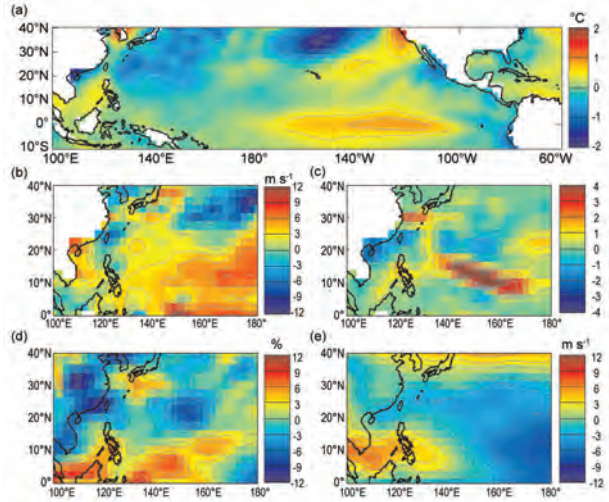 (a)
°C
40°N
30°N
20°N
10°N
0°
10°S
100°E 140°E 180° 140°W 100°W 60°W
2
1
0
-1
-2
(b) m s⁻¹ (c)
40°N
30°N
20°N
10°N
0°
100°E 120°E 140°E 160°E 180°
12
9
6
3
0
-3
-6
-9
-12
40°N
30°N
20°N
10°N
0°
100°E 120°E 140°E 160°E 180°
4
3
2
1
0
-1
-2
-3
-4
(d) % (e) m s⁻¹
40°N
30°N
20°N
10°N
0°
100°E 120°E 140°E 160°E 180°
12
9
6
3
0
-3
-6
-9
-12
40°N
30°N
20°N
10°N
0°
100°E 120°E 140°E 160°E 180°
12
9
6
3
0
-3
-6
-9
-12